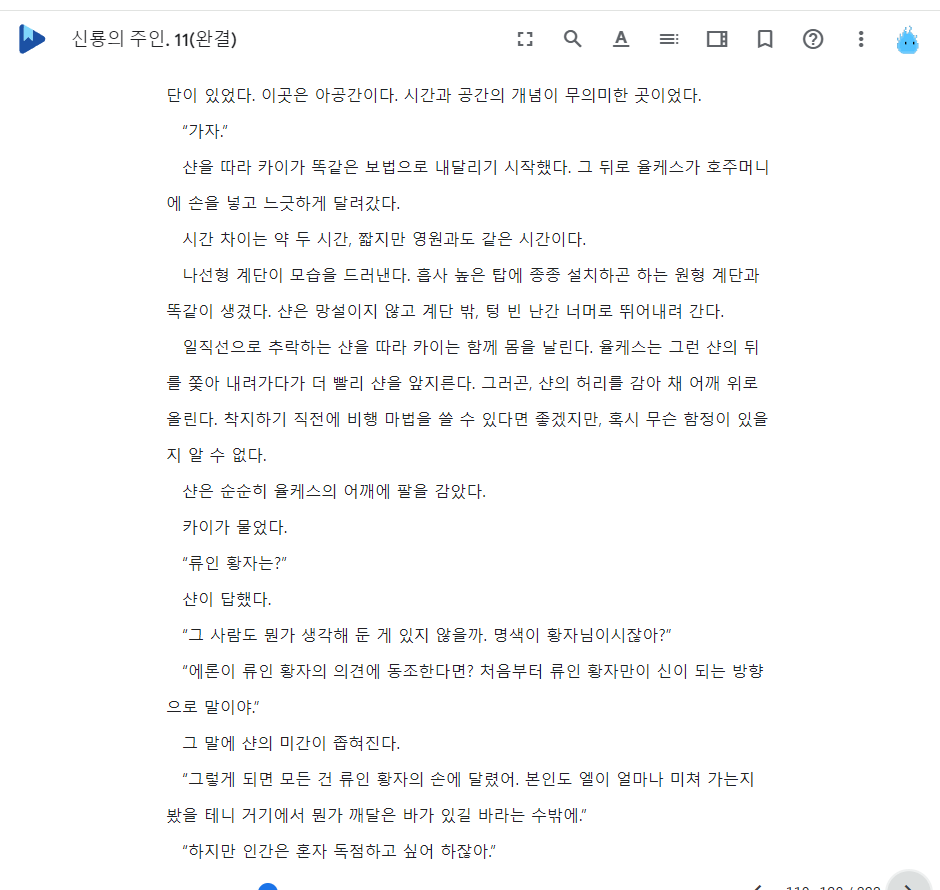 신룡의 주인. 11(완결)
단이 있었다. 이곳은 아공간이다. 시간과 공간의 개념이 무의미한 곳이었다.
“가자.”
샨을 따라 카이가 똑같은 보법으로 내달리기 시작했다. 그 뒤로 율케스가 호주머니
에 손을 넣고 느긋하게 달려갔다.
시간 차이는 약 두 시간, 짧지만 영원과도 같은 시간이다.
나선형 계단이 모습을 드러낸다. 흡사 높은 탑에 종종 설치하곤 하는 원형 계단과
똑같이 생겼다. 샨은 망설이지 않고 계단 밖, 텅 빈 난간 너머로 뛰어내려 간다.
일직선으로 추락하는 샨을 따라 카이는 함께 몸을 날린다. 율케스는 그런 샨의 뒤
를 쫓아 내려가다가 더 빨리 샨을 앞지른다. 그러곤, 샨의 허리를 감아 채 어깨 위로
올린다. 착지하기 직전에 비행 마법을 쓸 수 있다면 좋겠지만, 혹시 무슨 함정이 있을
지 알 수 없다.
샨은 순순히 율케스의 어깨에 팔을 감았다.
카이가 물었다.
“류인 황자는?”
샨이 답했다.
“그 사람도 뭔가 생각해 둔 게 있지 않을까. 명색이 황자님이시잖아?”
“에론이 류인 황자의 의견에 동조한다면? 처음부터 류인 황자만이 신이 되는 방향
으로 말이야.”
그 말에 샨의 미간이 좁혀진다.
“그렇게 되면 모든 건 류인 황자의 손에 달렸어. 본인도 엘이 얼마나 미쳐 가는지
봤을 테니 거기에서 뭔가 깨달은 바가 있길 바라는 수밖에.”
“하지만 인간은 혼자 독점하고 싶어 하잖아.”